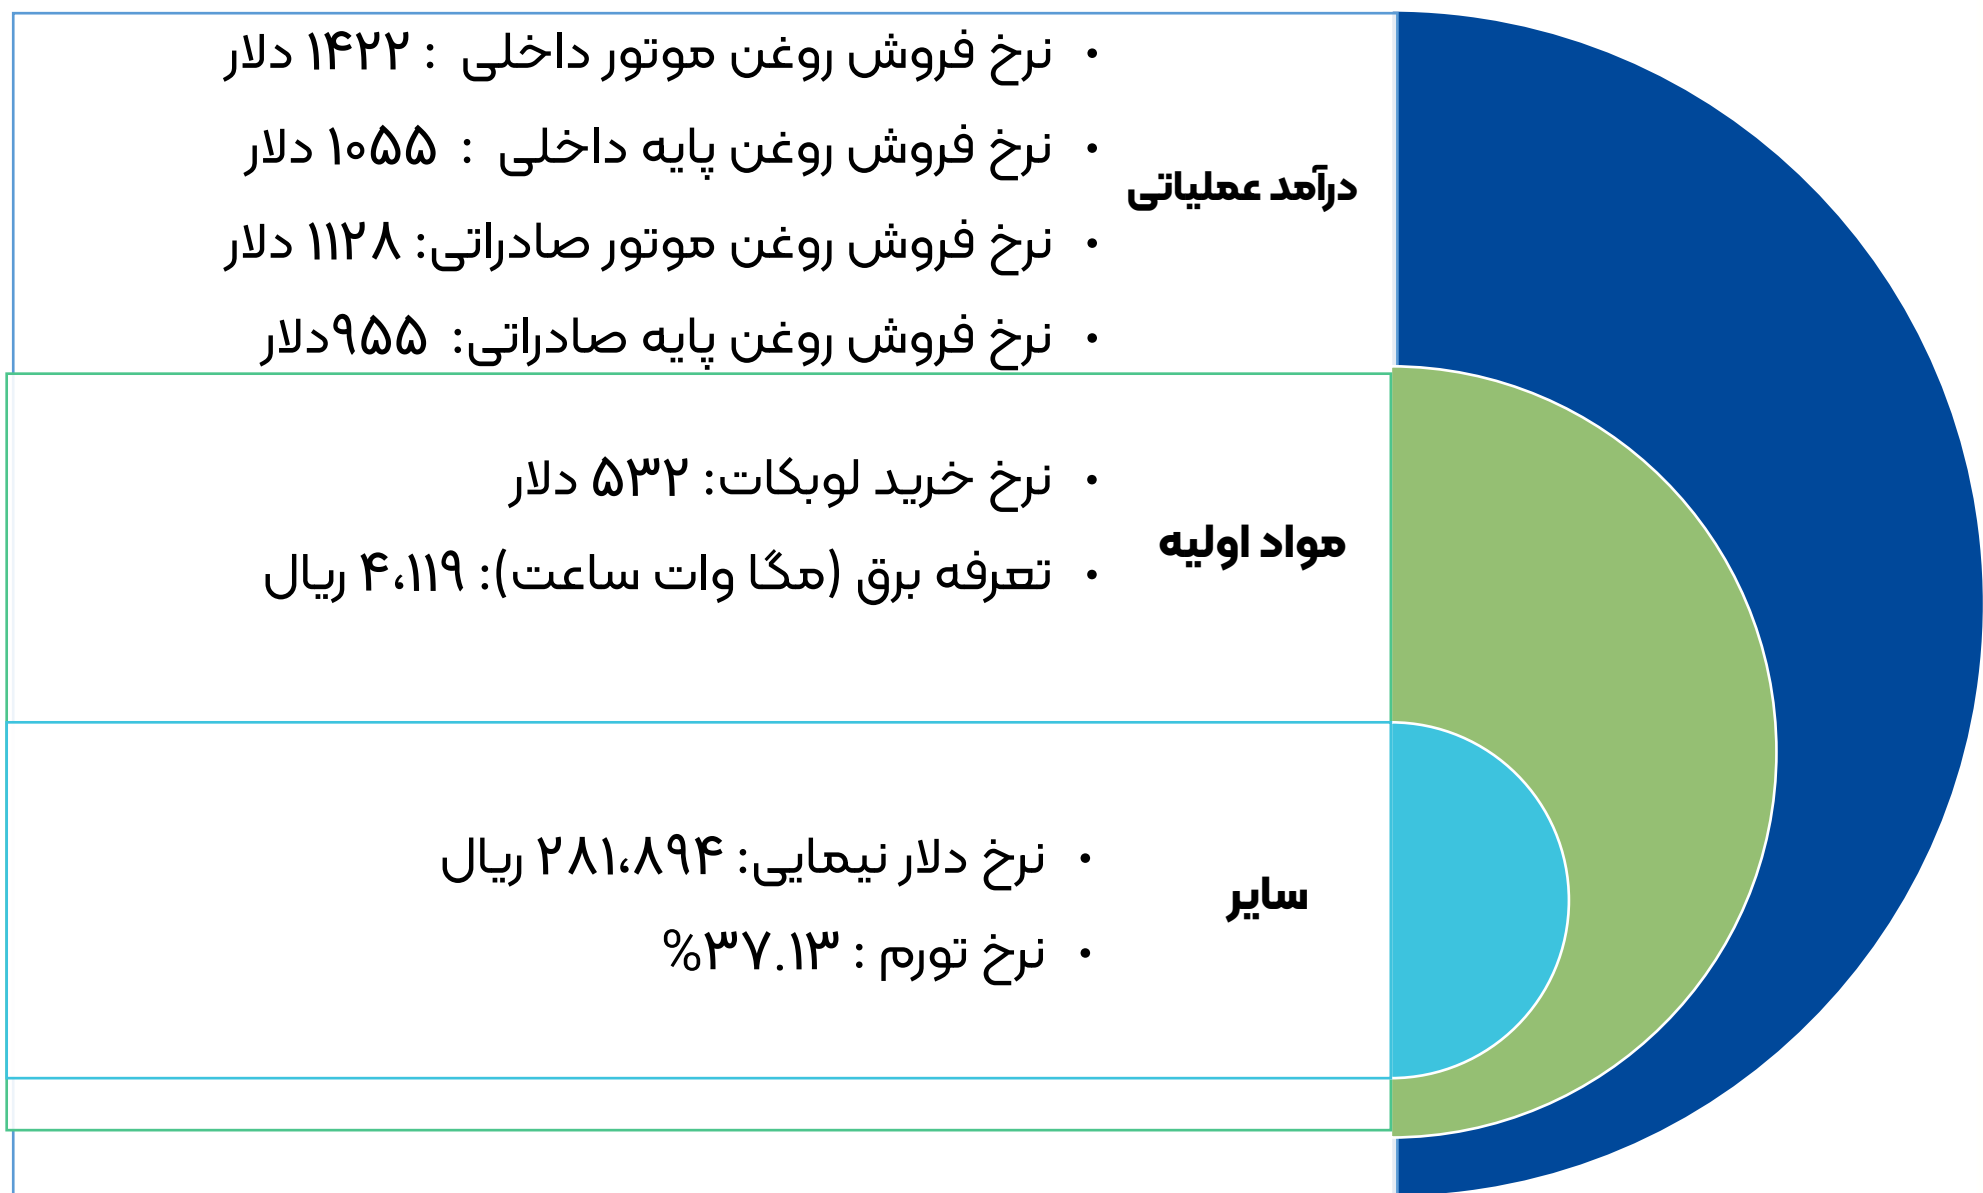 درآمد عملیاتی
• نرخ فروش روغن موتور داخلی : ۱۴۲۲ دلار
• نرخ فروش روغن پایه داخلی : ۱۰۵۵ دلار
• نرخ فروش روغن موتور صادراتی: ۱۱۲۸ دلار
• نرخ فروش روغن پایه صادراتی: ۹۵۵دلار
مواد اولیه
• نرخ خرید لوبکات: ۵۳۲ دلار
• تعرفه برق (مگا وات ساعت): ۴،۱۱۹ ریال
سایر
• نرخ دلار نیمایی: ۲۸۱،۸۹۴ ریال
• نرخ تورم : ۳۷.۱۳%